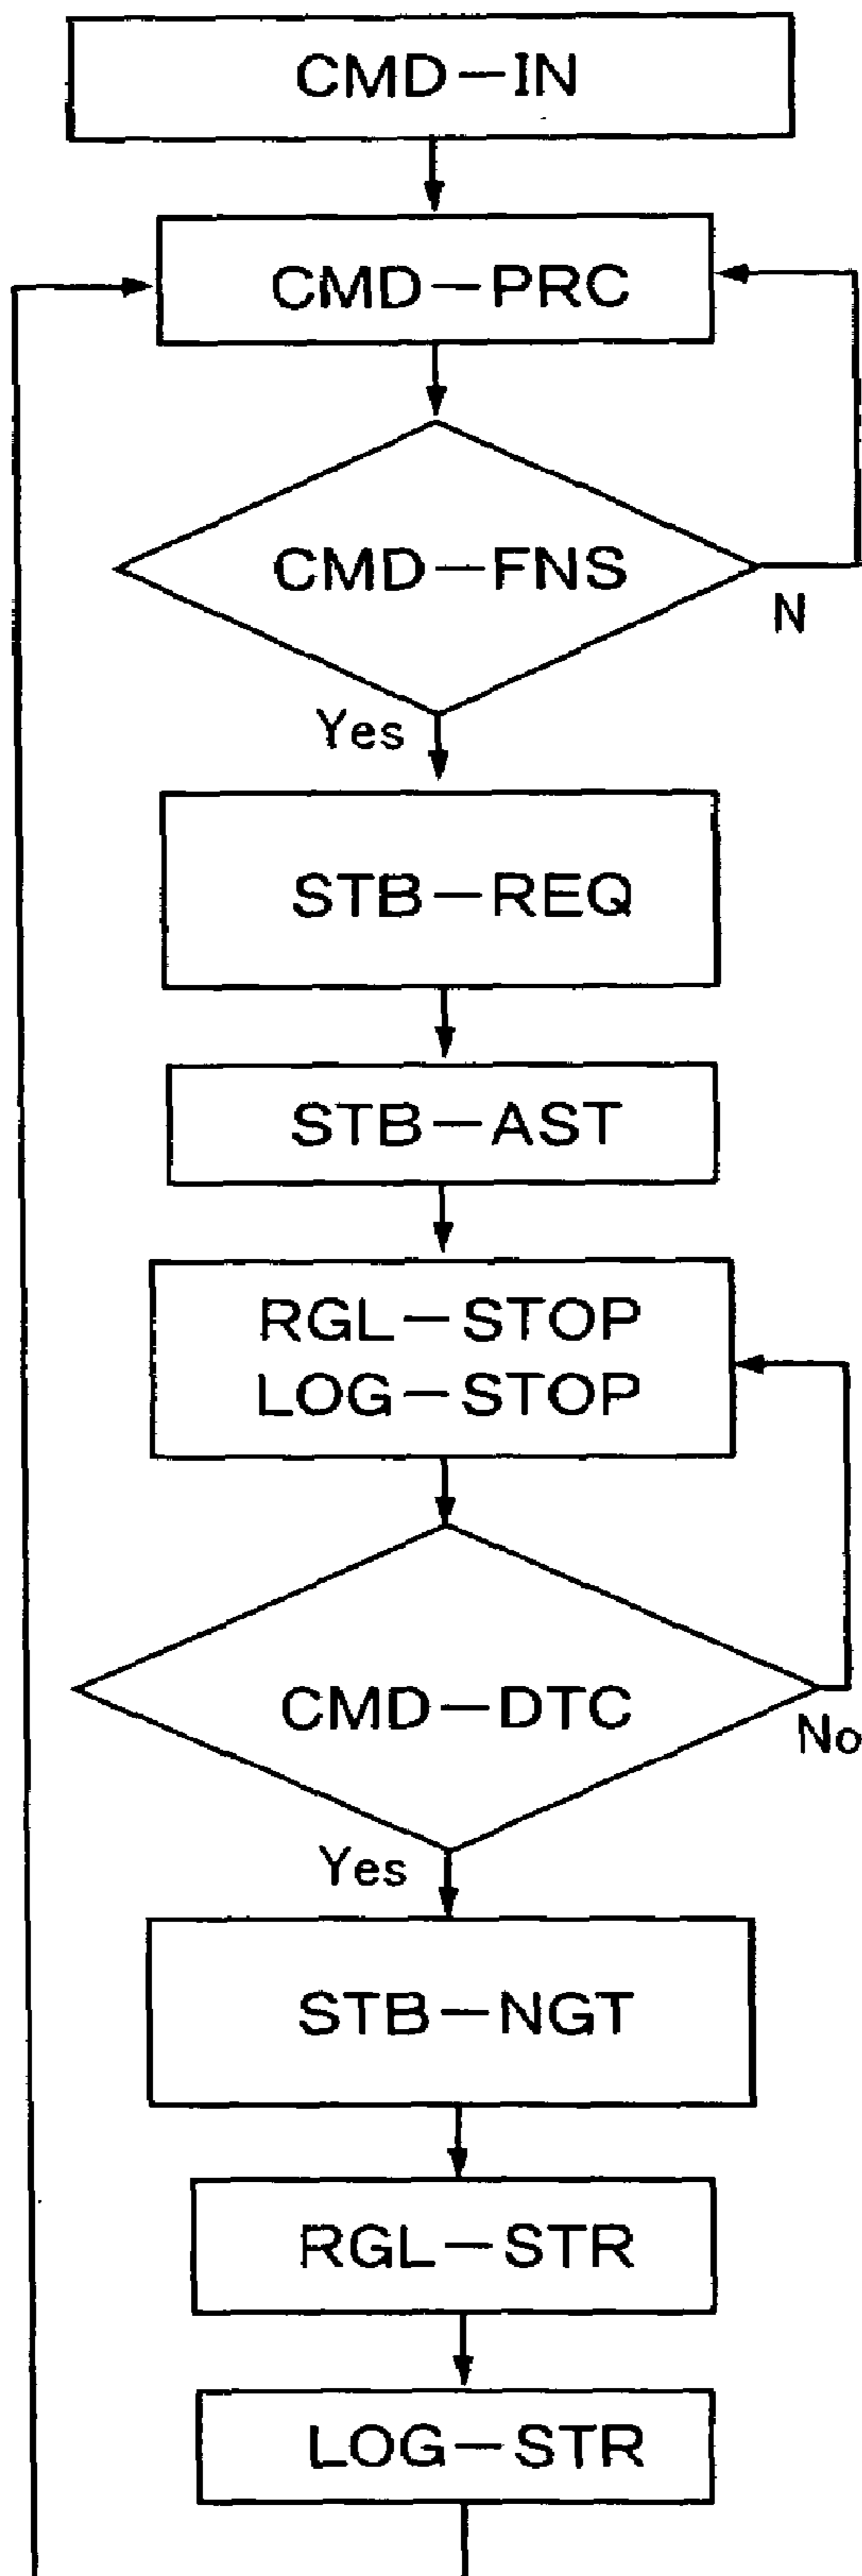 CMD—IN
CMD—PRC
CMD—FNS
N
Yes
STB—REQ
STB—AST
RGL—STOP
LOG—STOP
CMD—DTC
No
Yes
STB—NGT
RGL—STR
LOG—STR